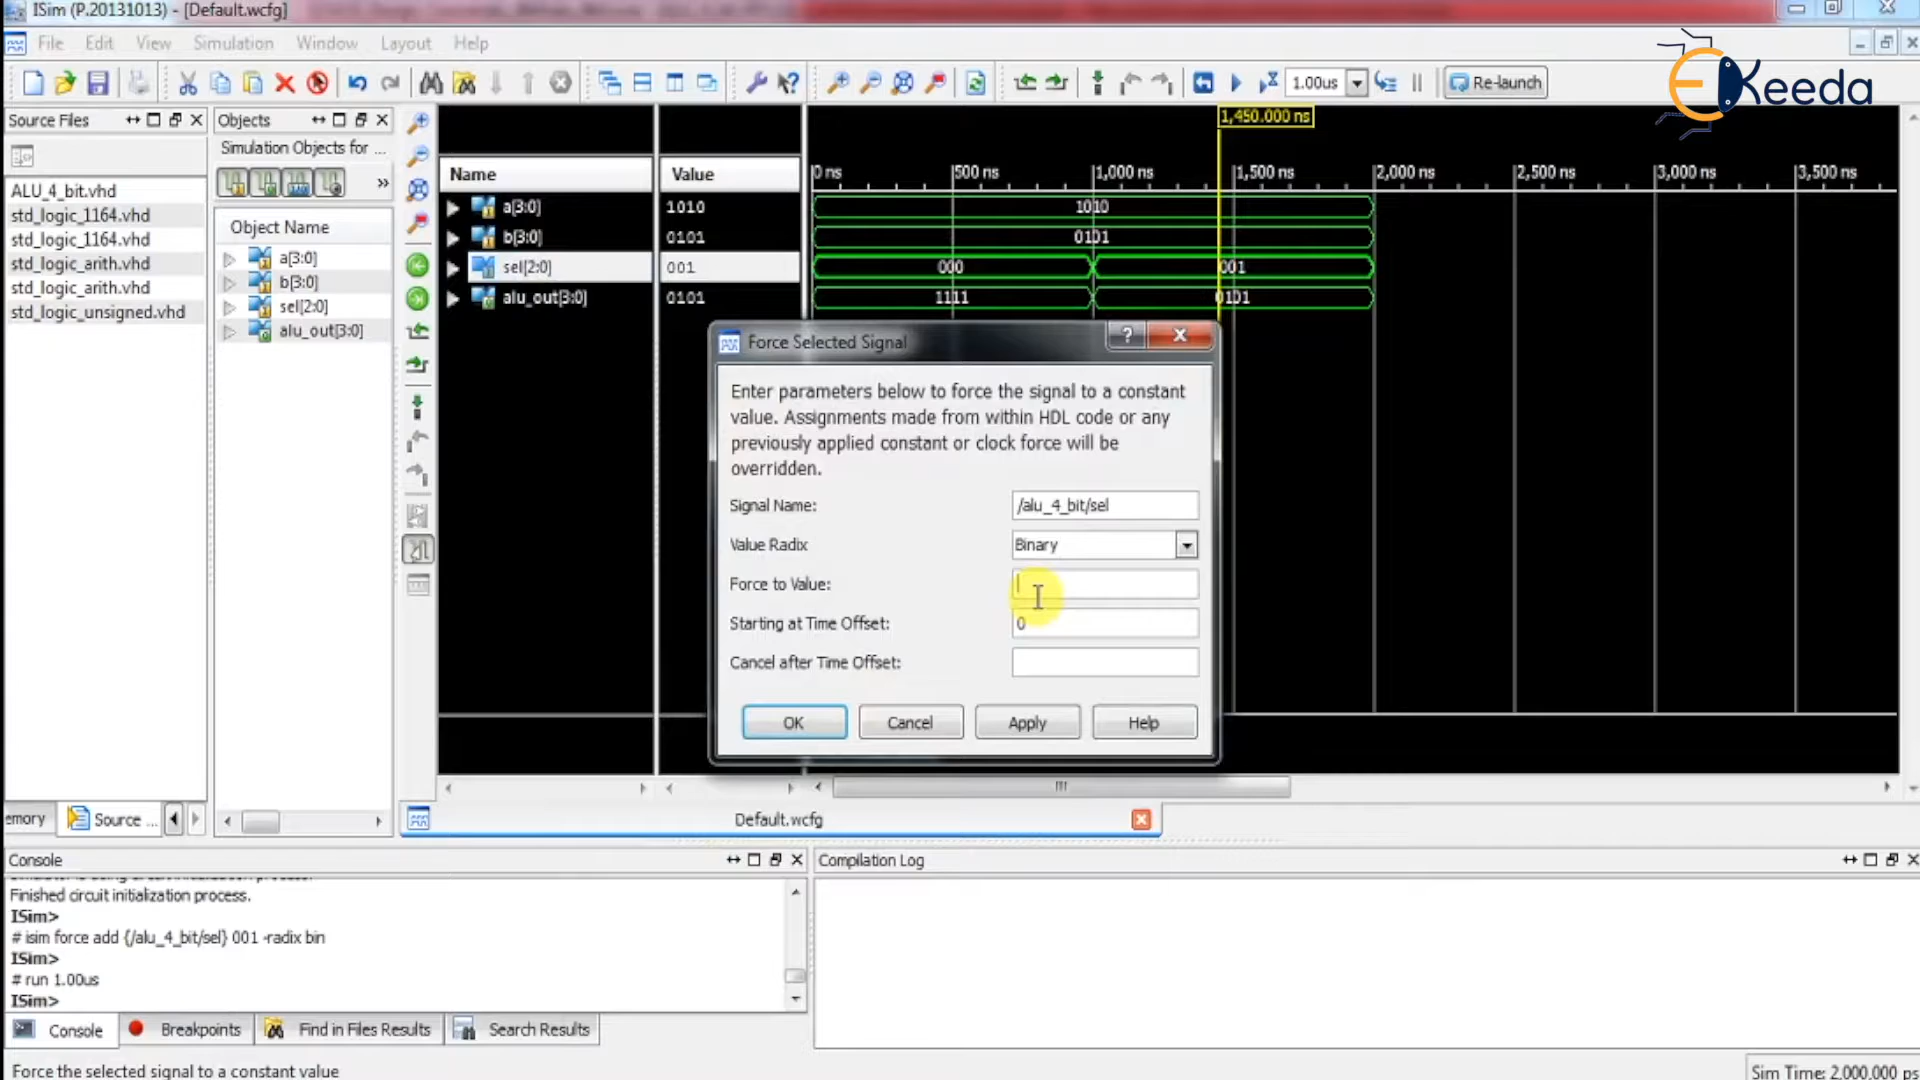 ISim (P.20131013) - [Default.wcfg]
File Edit View Simulation Window Layout Help
1.00us Re-launch
EKeeda
Source Files
Objects
Simulation Objects for ...
ALU_4_bit.vhd
std_logic_1164.vhd
std_logic_1164.vhd
std_logic_arith.vhd
std_logic_arith.vhd
std_logic_unsigned.vhd
Object Name
a[3:0]
b[3:0]
sel[2:0]
alu_out[3:0]
Name Value
a[3:0] 1010
b[3:0] 0101
sel[2:0] 001
alu_out[3:0] 0101
1,450.000 ns
0 ns 500 ns 1,000 ns 1,500 ns 2,000 ns 2,500 ns 3,000 ns 3,500 ns
1010
0101
000 001
1111 0101
Force Selected Signal
Enter parameters below to force the signal to a constant
value. Assignments made from within HDL code or any
previously applied constant or clock force will be
overridden.
Signal Name: /alu_4_bit/sel
Value Radix Binary
Force to Value:
Starting at Time Offset: 0
Cancel after Time Offset:
OK Cancel Apply Help
emory Source ...
Default.wcfg
Console
Finished circuit initialization process.
ISim>
# isim force add {/alu_4_bit/sel} 001 -radix bin
ISim>
# run 1.00us
ISim>
Console Breakpoints Find in Files Results Search Results
Compilation Log
Force the selected signal to a constant value
Sim Time: 2,000,000 ps